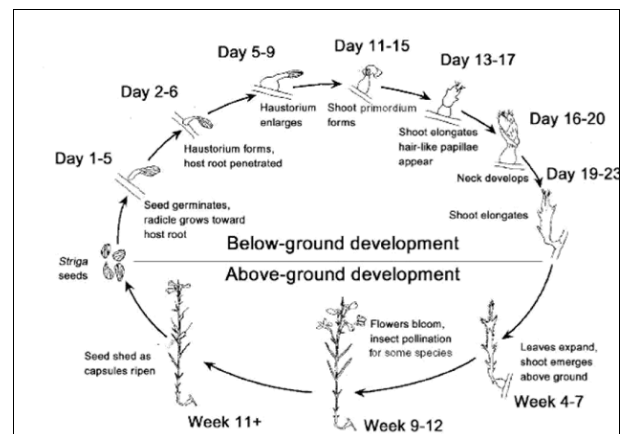 Day 1-5
Seed germinates,
radicle grows toward
host root
Day 2-6
Haustorium forms,
host root penetrated
Day 5-9
Haustorium
enlarges
Day 11-15
Shoot primordium
forms
Day 13-17
Shoot elongates
hair-like papillae
appear
Day 16-20
Neck develops
Day 19-23
Shoot elongates
Below-ground development
Above-ground development
Striga
seeds
Leaves expand,
shoot emerges
above ground
Week 4-7
Flowers bloom,
insect pollination
for some species
Week 9-12
Seed shed as
capsules ripen
Week 11+